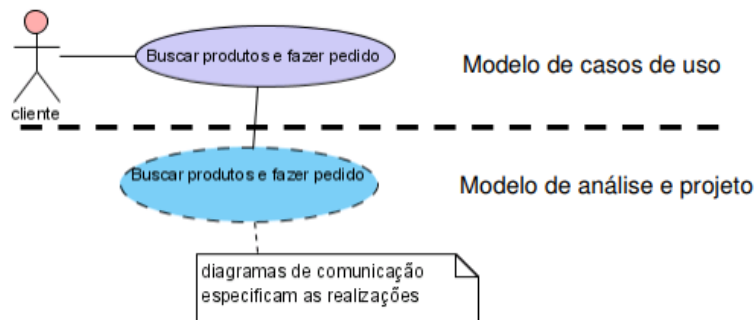 Buscar produtos e fazer pedido
Modelo de casos de uso
cliente
Buscar produtos e fazer pedido
Modelo de análise e projeto
diagramas de comunicação
especificam as realizações